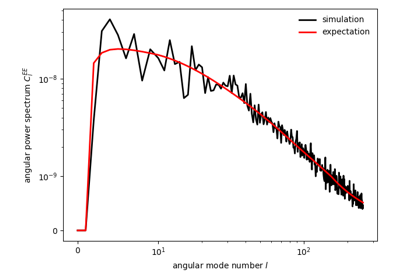 simulation
expectation
angular power spectrum $C_l^{EE}$
10⁻⁸
10⁻⁹
0
0
10¹
10²
angular mode number l